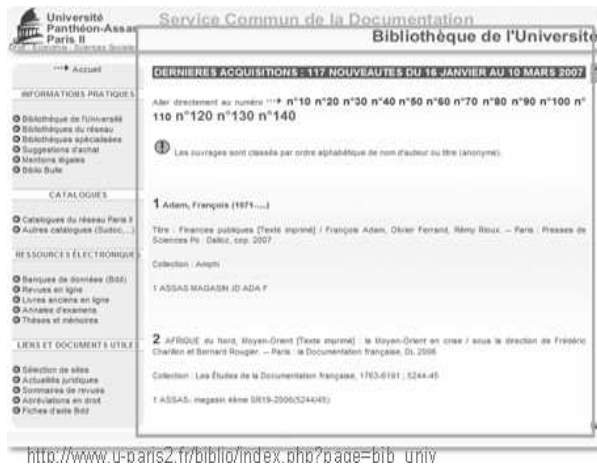 Université
Panthéon-Assas
Paris II
Droit - Economie - Sciences Sociales
Service Commun de la Documentation
Bibliothèque de l'Université
Accueil
INFORMATIONS PRATIQUES
Bibliothèque de l'Université
Bibliothèques du réseau
Bibliothèques spécialisées
Suggestions d'achat
Mentions légales
Biblio Bulle
CATALOGUES
Catalogues du réseau Paris II
Autres catalogues (Sudoc,...)
RESSOURCES ÉLECTRONIQUES
Banques de données (Bdd)
Revues en ligne
Livres anciens en ligne
Annales d'examens
Thèses et mémoires
LIENS ET DOCUMENTS UTILES
Sélection de sites
Actualités juridiques
Sommaires de revues
Abréviations en droit
Fiches d'aide Bdd
DERNIERES ACQUISITIONS : 117 NOUVEAUTES DU 16 JANVIER AU 10 MARS 2007
Aller directement au numéro n°10 n°20 n°30 n°40 n°50 n°60 n°70 n°80 n°90 n°100 n°
110 n°120 n°130 n°140
Les ouvrages sont classés par ordre alphabétique de nom d'auteur ou titre (anonyme).
1 Adam, François (1971-....)
Titre : Finances publiques [Texte imprimé] / François Adam, Olivier Ferrand, Rémy Rioux. -- Paris : Presses de
Sciences Po : Dalloz, cop. 2007
Collection : Amphi
1 ASSAS MAGASIN JD ADA F
2 AFRIQUE du Nord, Moyen-Orient [Texte imprimé] : le Moyen-Orient en crise / sous la direction de Frédéric
Charillon et Bernard Rougier. -- Paris : la Documentation française, DL 2006
Collection : Les Études de la Documentation française, 1763-6191 ; 5244-45
1 ASSAS: magasin 4ème SR19-2006(5244/45)
http://www.u-paris2.fr/biblio/index.php?page=bib_univ